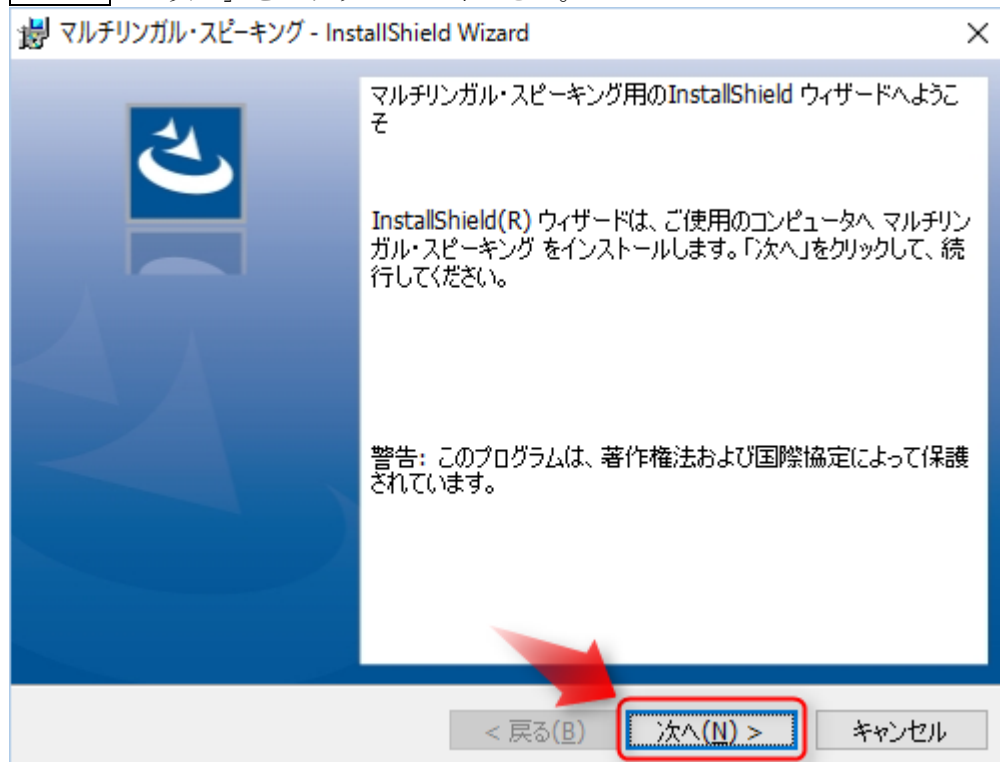 マルチリンガル・スピーキング - InstallShield Wizard
マルチリンガル・スピーキング用のInstallShield ウィザードへようこ
そ
InstallShield(R) ウィザードは、ご使用のコンピュータへ マルチリン
ガル・スピーキング をインストールします。「次へ」をクリックして、続
行してください。
警告: このプログラムは、著作権法および国際協定によって保護
されています。
< 戻る(B)
次へ(N) >
キャンセル